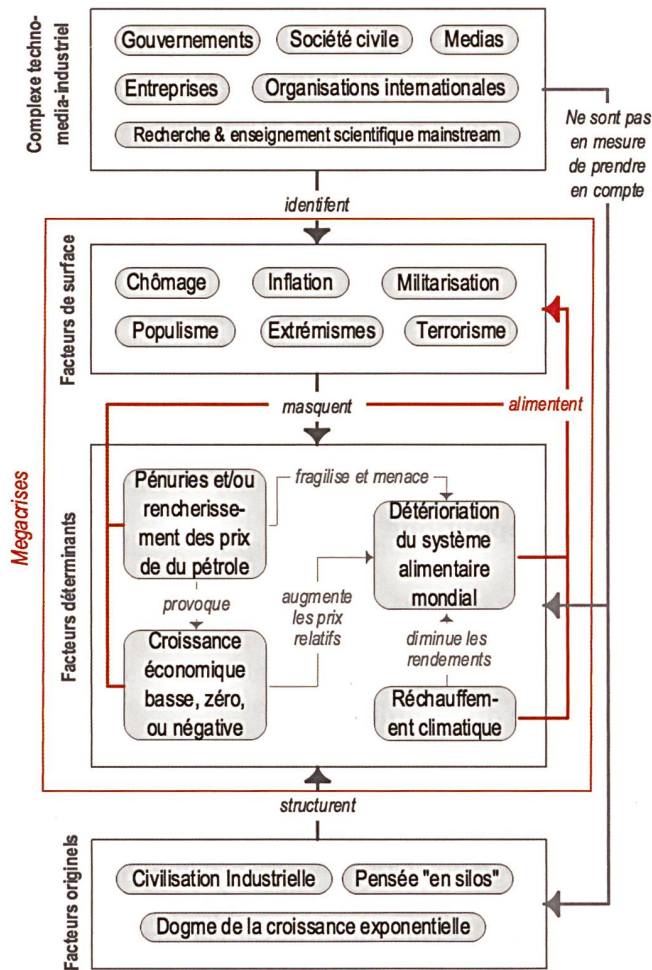 Complexe techno-
media-industriel
Gouvernements
Société civile
Medias
Entreprises
Organisations internationales
Recherche & enseignement scientifique mainstream
Ne sont pas
en mesure
de prendre
en compte
identifent
Megacrises
Facteurs de surface
Chômage
Inflation
Militarisation
Populisme
Extrémismes
Terrorisme
masquent
alimentent
Facteurs déterminants
Pénuries et/ou
rencherisse-
ment des prix
de du pétrole
fragilise et menace
Détérioriation
du système
alimentaire
mondial
provoque
augmente
les prix
relatifs
diminue les
rendements
Croissance
économique
basse, zéro,
ou négative
Réchauffem-
ent climatique
structurent
Facteurs originels
Civilisation Industrielle
Pensée "en silos"
Dogme de la croissance exponentielle